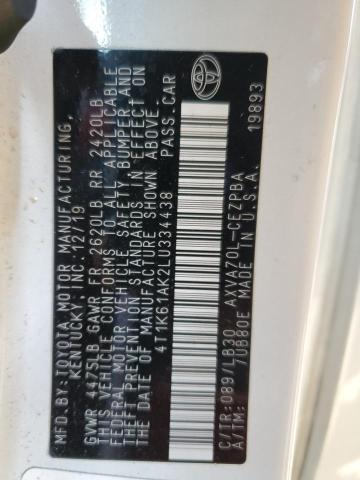 MFD.BY:TOYOTA MOTOR MANUFACTURING,
KENTUCKY, INC. 12/19
GVWR 4475LB GAWR FR 2620LB RR 2420LB
THIS VEHICLE CONFORMS TO ALL APPLICABLE
FEDERAL MOTOR VEHICLE SAFETY, BUMPER AND
THEFT PREVENTION STANDARDS IN EFFECT ON
THE DATE OF MANUFACTURE SHOWN ABOVE.
4T1K61AK2LU334438 PASS.CAR
C/TR:089/LB30 AXVA70L-CEZPBA
A/TM: /UB80E MADE IN U.S.A.
19893